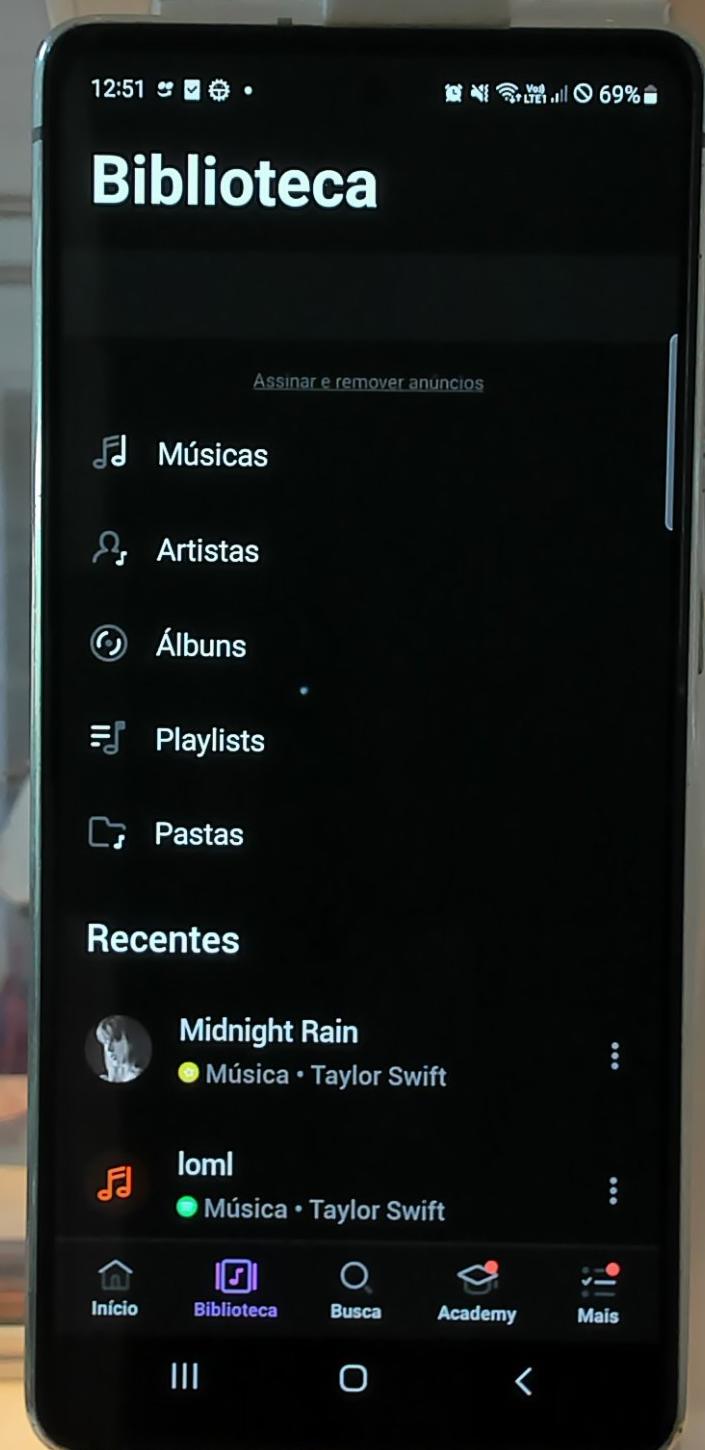 12:51
Vo)) LTE1 69%
Biblioteca
Assinar e remover anúncios
Músicas
Artistas
Álbuns
Playlists
Pastas
Recentes
Midnight Rain
Música • Taylor Swift
loml
Música • Taylor Swift
Início Biblioteca Busca Academy Mais